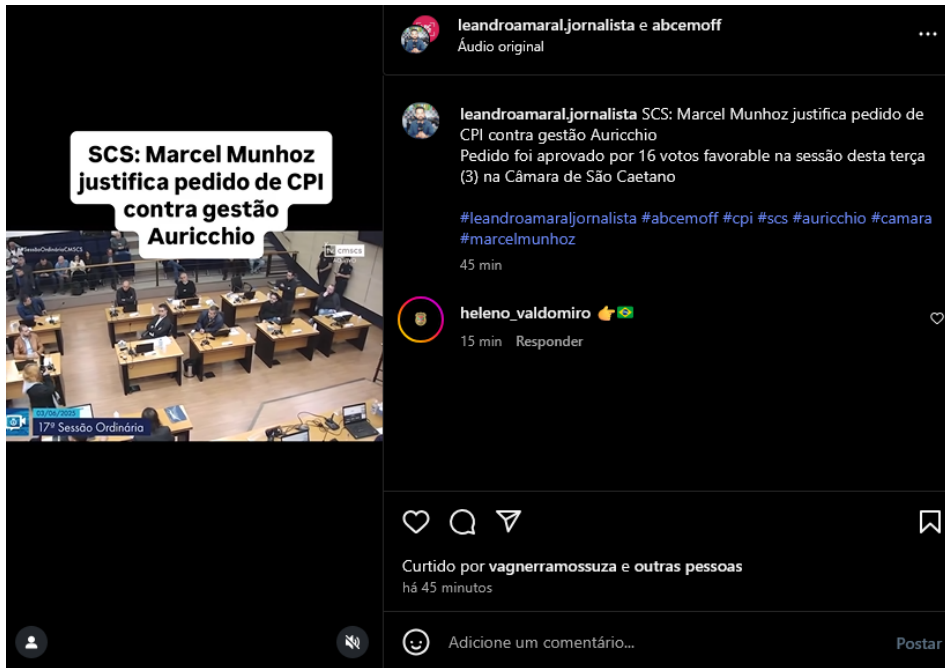 leandroamaral.jornalista e abcemoff
Áudio original
SCS: Marcel Munhoz
justifica pedido de CPI
contra gestão
Auricchio
#SessãoOrdináriaCMSCS
cmscs
03/06/2025
17ª Sessão Ordinária
leandroamaral.jornalista SCS: Marcel Munhoz justifica pedido de
CPI contra gestão Auricchio
Pedido foi aprovado por 16 votos favorable na sessão desta terça
(3) na Câmara de São Caetano
#leandroamaraljornalista #abcemoff #cpi #scs #auricchio #camara
#marcelmunhoz
45 min
heleno_valdomiro 👉🇧🇷
15 min Responder
Curtido por vagnerramossuza e outras pessoas
há 45 minutos
Adicione um comentário...
Postar